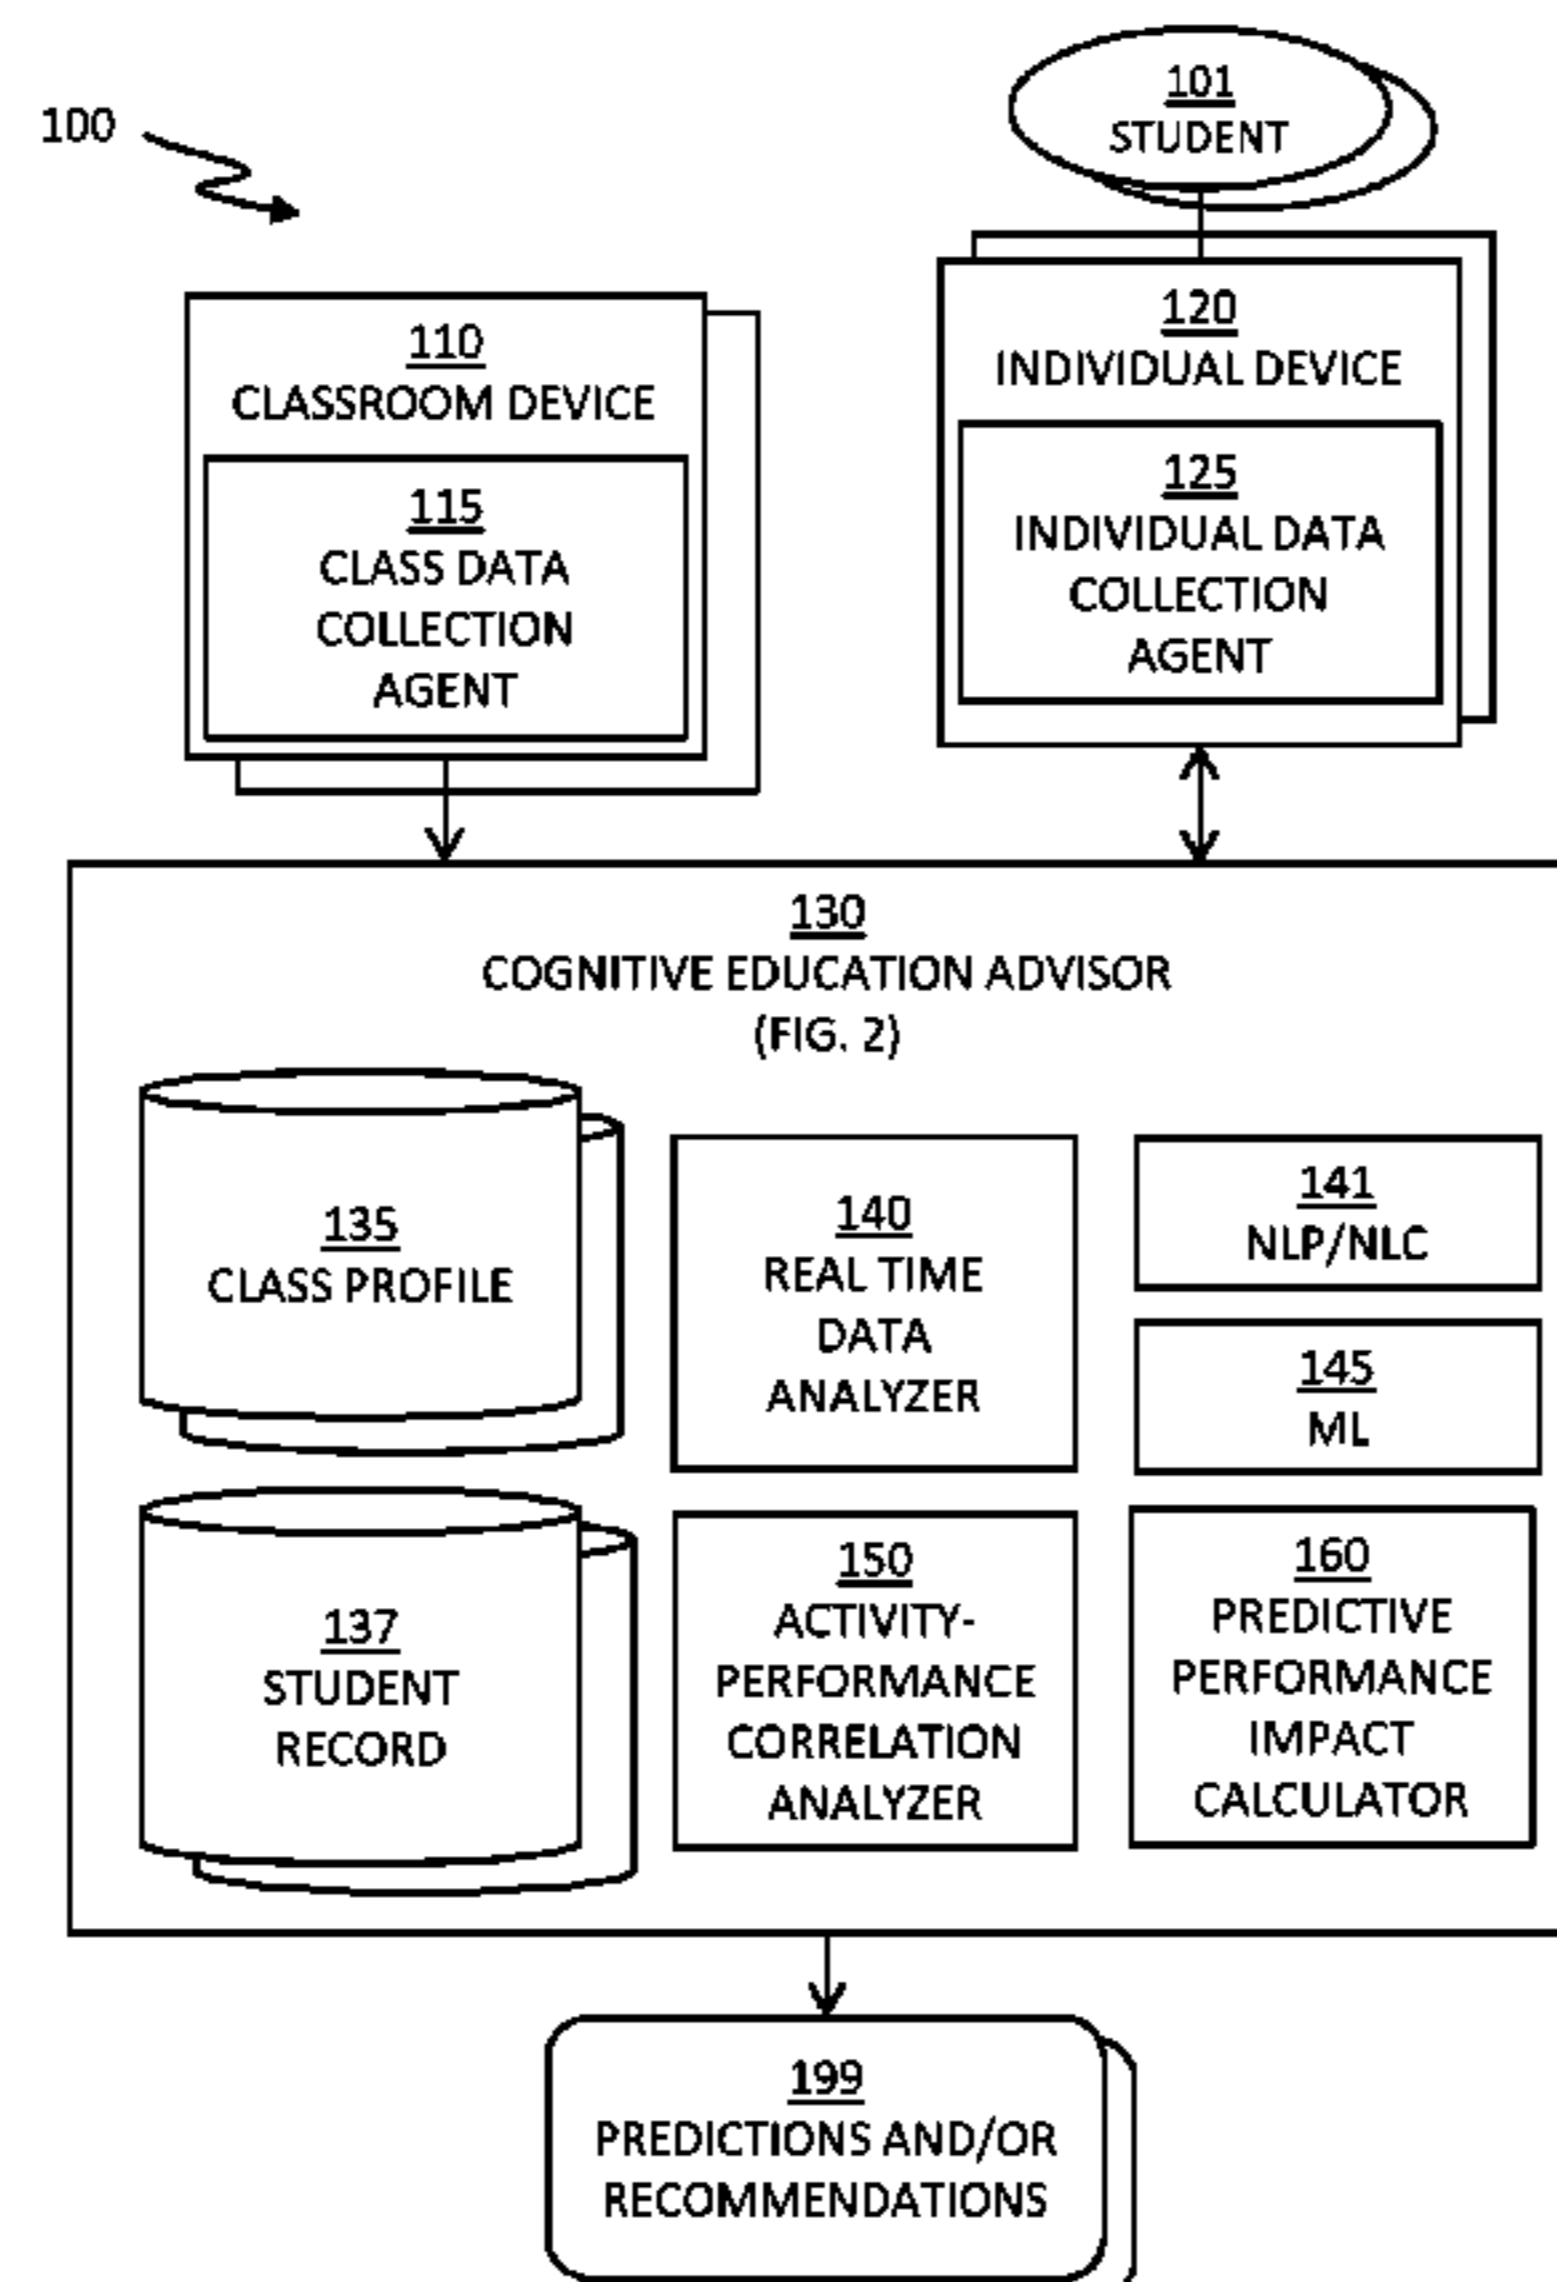 100
101
STUDENT
110
CLASSROOM DEVICE
115
CLASS DATA
COLLECTION
AGENT
120
INDIVIDUAL DEVICE
125
INDIVIDUAL DATA
COLLECTION
AGENT
130
COGNITIVE EDUCATION ADVISOR
(FIG. 2)
135
CLASS PROFILE
140
REAL TIME
DATA
ANALYZER
141
NLP/NLC
145
ML
137
STUDENT
RECORD
150
ACTIVITY-
PERFORMANCE
CORRELATION
ANALYZER
160
PREDICTIVE
PERFORMANCE
IMPACT
CALCULATOR
199
PREDICTIONS AND/OR
RECOMMENDATIONS